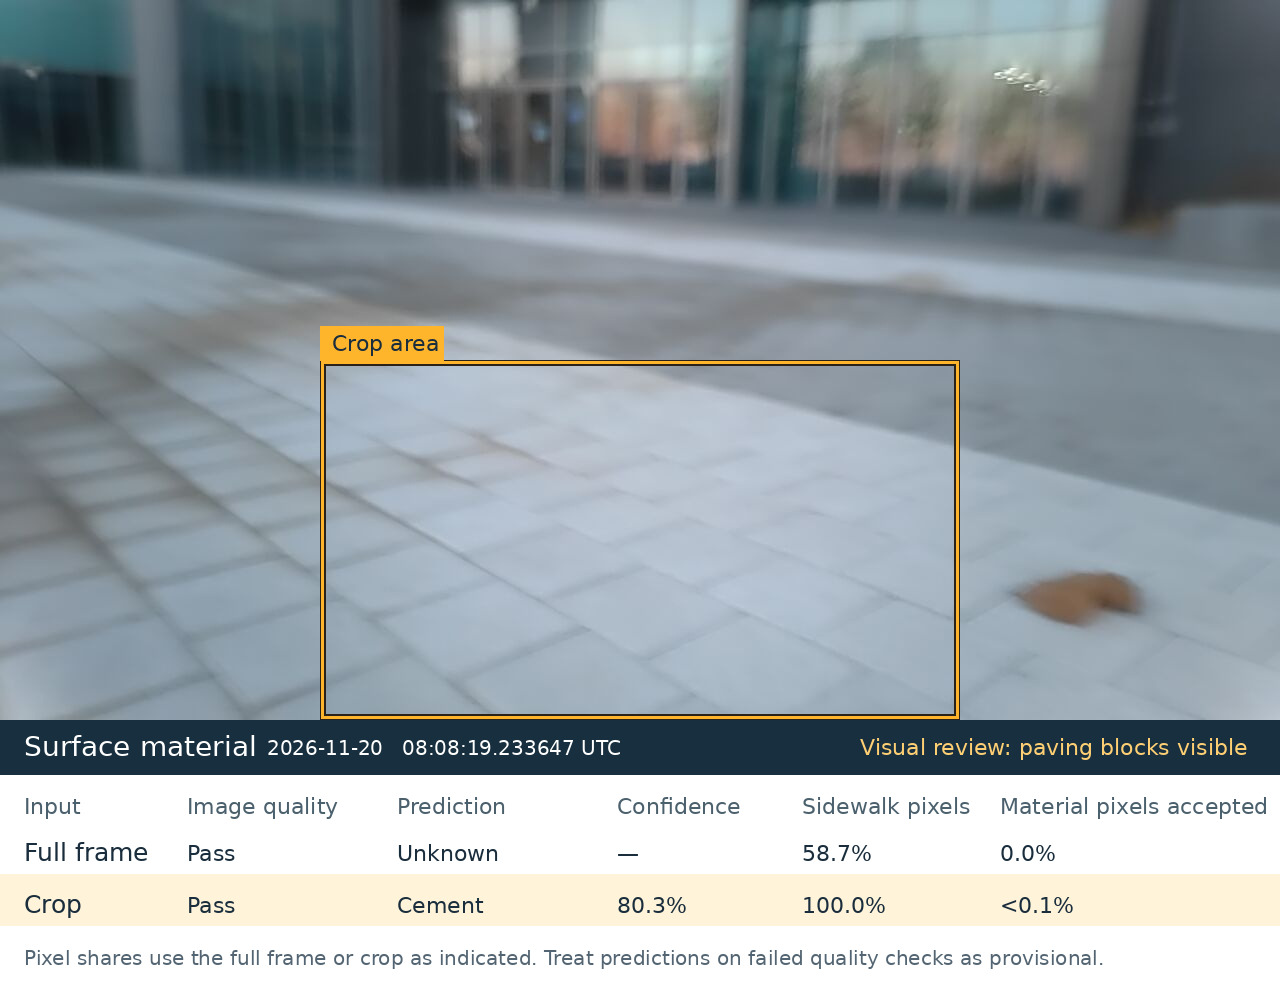 Crop area
Surface material 2026-11-20 08:08:19.233647 UTC Visual review: paving blocks visible
Input Image quality Prediction Confidence Sidewalk pixels Material pixels accepted
Full frame Pass Unknown — 58.7% 0.0%
Crop Pass Cement 80.3% 100.0% <0.1%
Pixel shares use the full frame or crop as indicated. Treat predictions on failed quality checks as provisional.